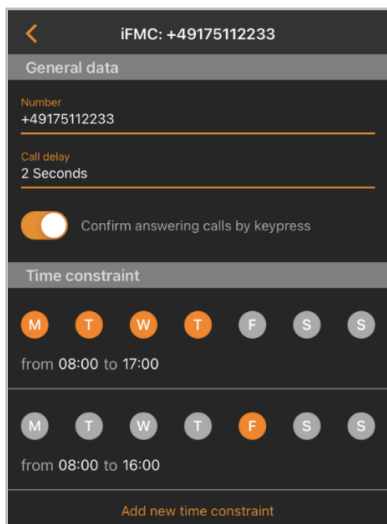 iFMC: +49175112233
General data
Number
+49175112233
Call delay
2 Seconds
Confirm answering calls by keypress
Time constraint
M T W T F S S
from 08:00 to 17:00
M T W T F S S
from 08:00 to 16:00
Add new time constraint